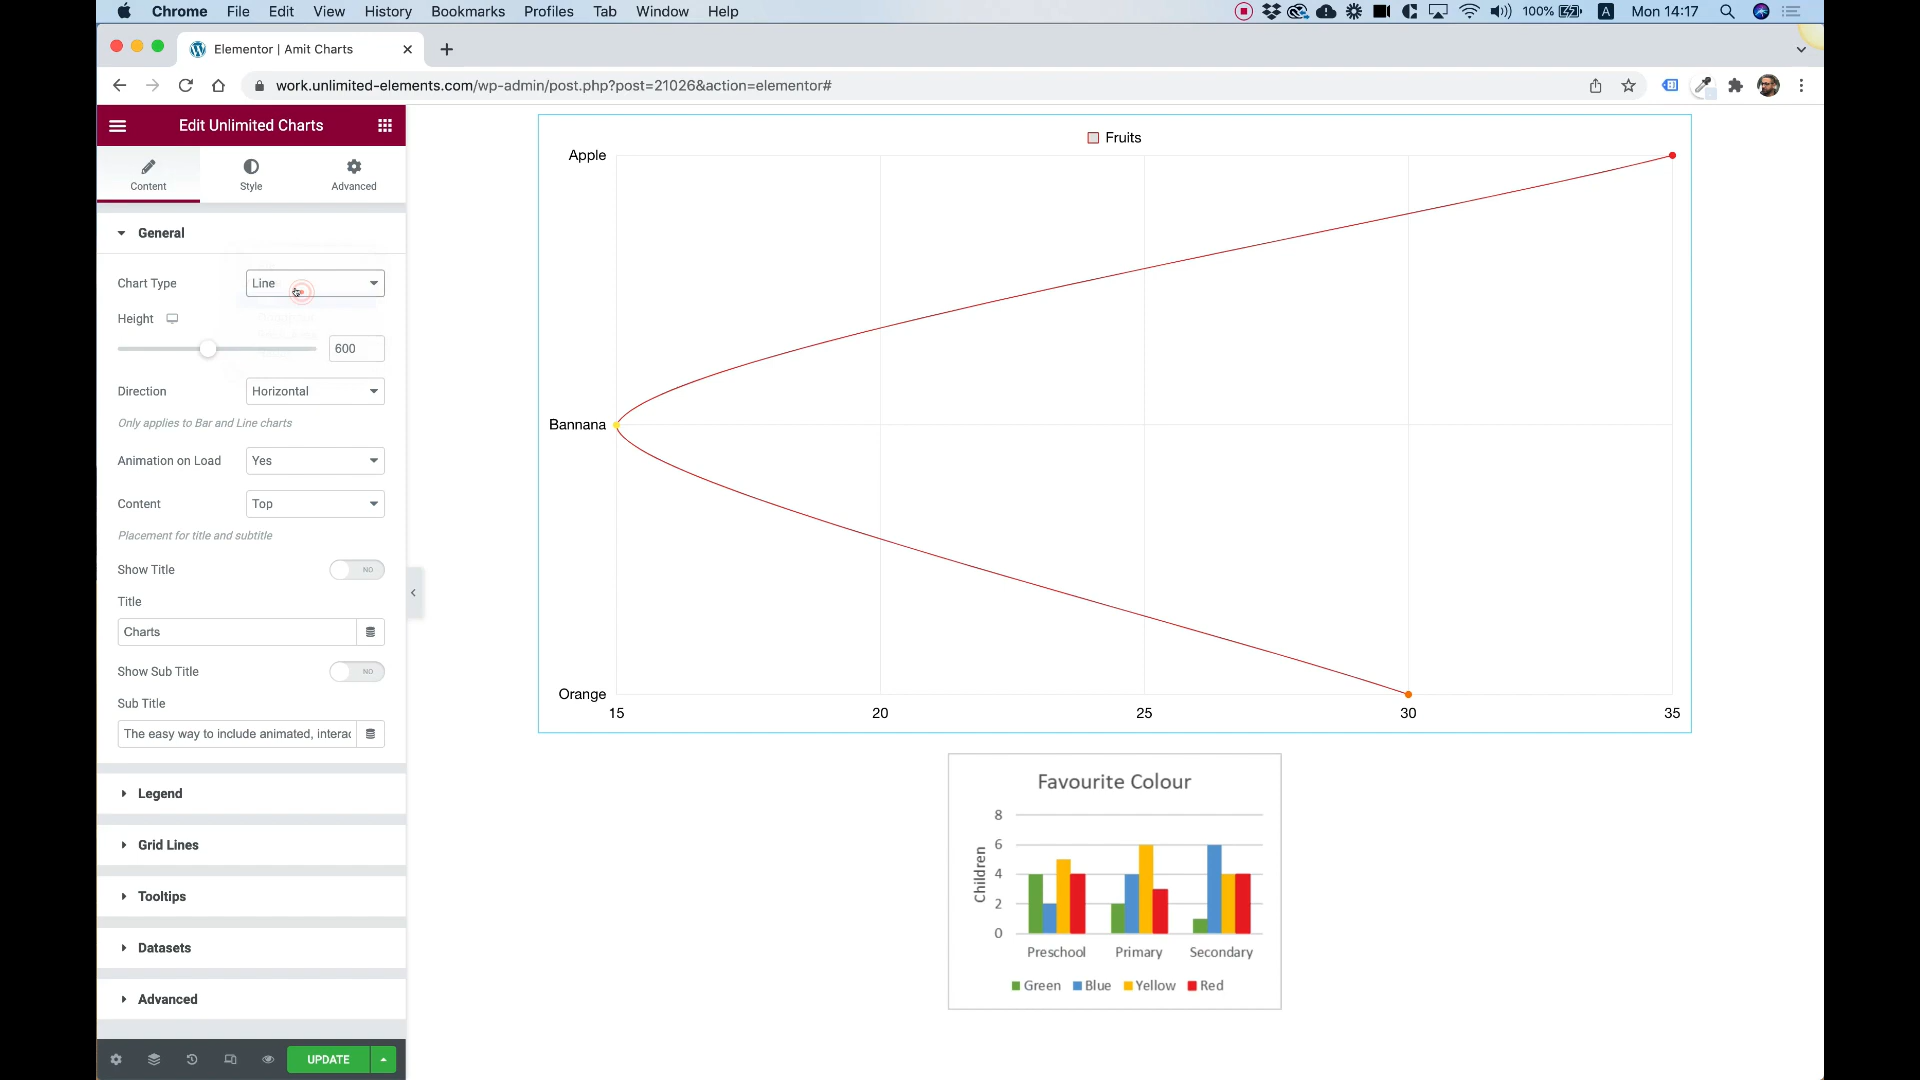 Chrome File Edit View History Bookmarks Profiles Tab Window Help 100% A Mon 14:17
Elementor | Amit Charts
work.unlimited-elements.com/wp-admin/post.php?post=21026&action=elementor#
Edit Unlimited Charts
Content Style Advanced
General
Chart Type Line
Height 600
Direction Horizontal
Only applies to Bar and Line charts
Animation on Load Yes
Content Top
Placement for title and subtitle
Show Title NO
Title
Charts
Show Sub Title NO
Sub Title
The easy way to include animated, interac
Legend
Grid Lines
Tooltips
Datasets
Advanced
UPDATE
Fruits
Apple
Bannana
Orange
15 20 25 30 35
Favourite Colour
8
6
4
2
0
Children
Preschool Primary Secondary
Green Blue Yellow Red